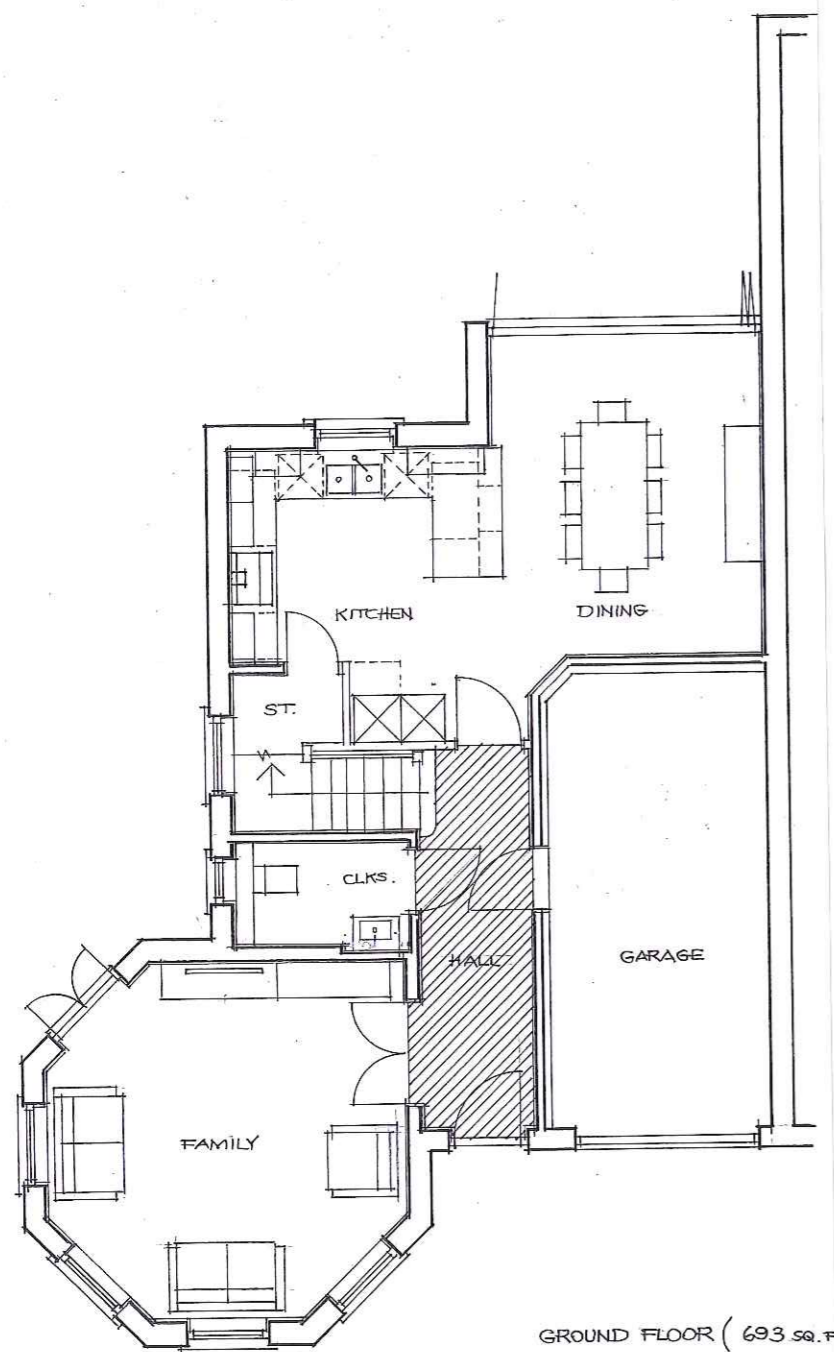 KITCHEN
DINING
ST.
CLKS.
HALL
GARAGE
FAMILY
GROUND FLOOR ( 693 SQ.F